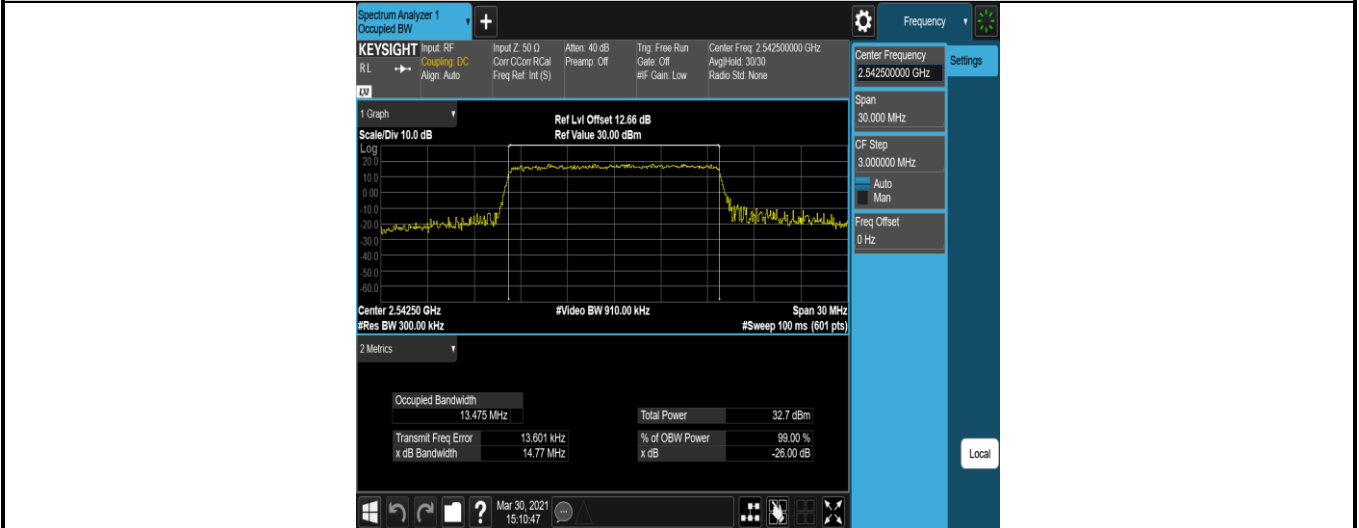 Spectrum Analyzer 1
Occupied BW
+
Frequency
KEYSIGHT
RL
LXI
Input: RF
Coupling: DC
Align: Auto
Input Z: 50 Ω
Corr CCorr RCal
Freq Ref: Int (S)
Atten: 40 dB
Preamp: Off
Trig: Free Run
Gate: Off
#IF Gain: Low
Center Freq: 2.542500000 GHz
Avg|Hold: 30/30
Radio Std: None
Center Frequency
2.542500000 GHz
Settings
Span
30.000 MHz
CF Step
3.000000 MHz
Auto
Man
Freq Offset
0 Hz
Local
1 Graph
Scale/Div 10.0 dB
Ref Lvl Offset 12.66 dB
Ref Value 30.00 dBm
Log
20.0
10.0
0.00
-10.0
-20.0
-30.0
-40.0
-50.0
-60.0
Center 2.54250 GHz
#Video BW 910.00 kHz
Span 30 MHz
#Res BW 300.00 kHz
#Sweep 100 ms (601 pts)
2 Metrics
Occupied Bandwidth
13.475 MHz
Total Power 32.7 dBm
Transmit Freq Error 13.601 kHz
% of OBW Power 99.00 %
x dB Bandwidth 14.77 MHz
x dB -26.00 dB
?
Mar 30, 2021
15:10:47